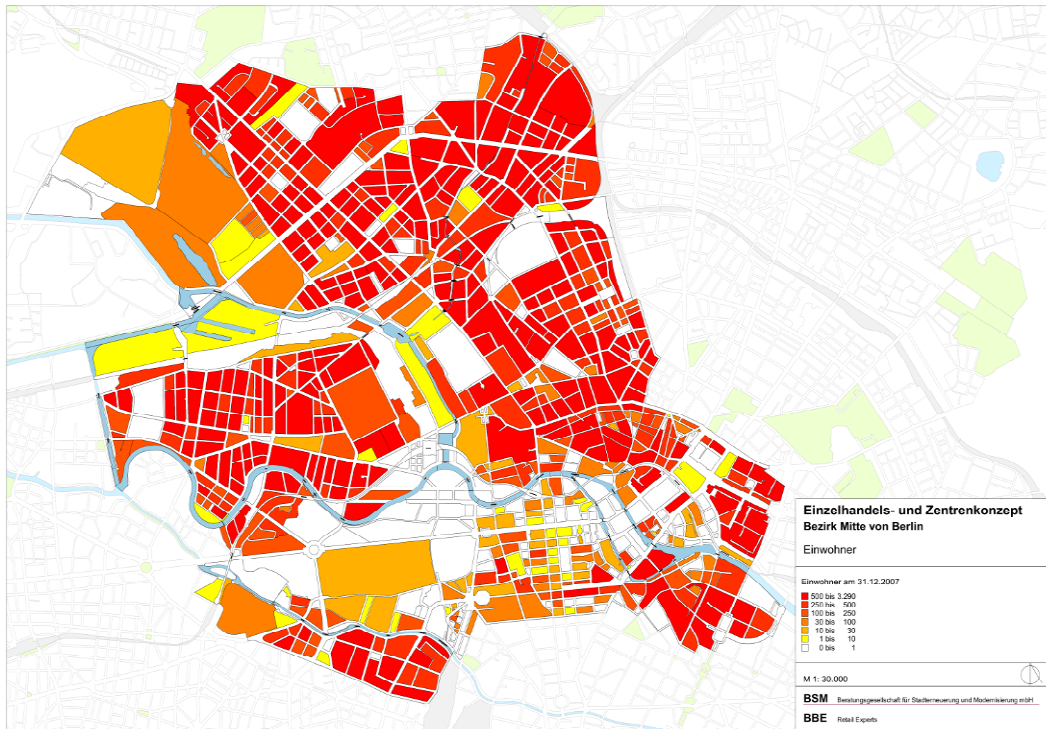 Einzelhandels- und Zentrenkonzept
Bezirk Mitte von Berlin
Einwohner
Einwohner am 31.12.2007
500 bis 3.290
250 bis 500
100 bis 250
30 bis 100
10 bis 30
1 bis 10
0 bis 1
M 1: 30.000
BSM Beratungsgesellschaft für Stadterneuerung und Modernisierung mbH
BBE Retail Experts